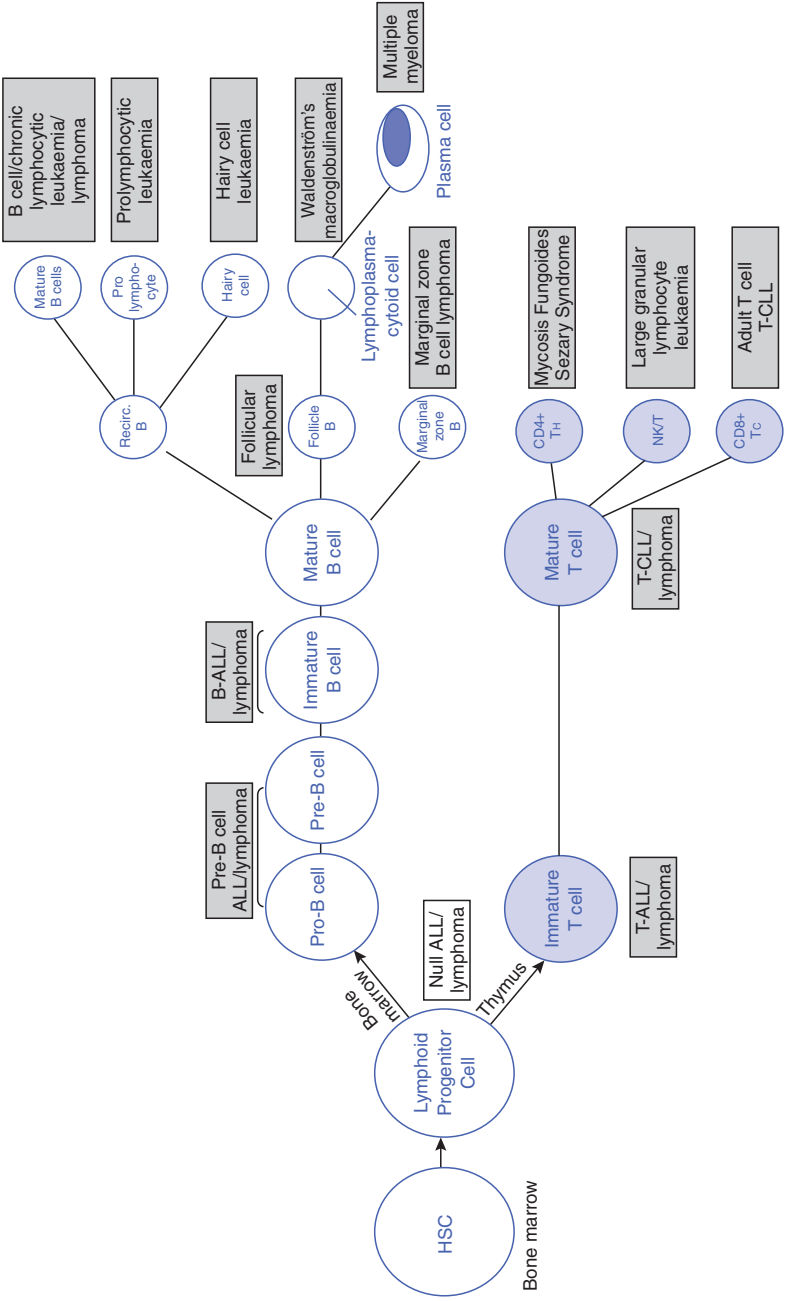 HSC
Bone marrow
Lymphoid
Progenitor
Cell
Bone
marrow
Thymus
Null ALL/
lymphoma
Pre-B cell
ALL/lymphoma
Pro-B cell
Pre-B cell
B-ALL/
lymphoma
Immature
B cell
Mature
B cell
Recirc.
B
Mature
B cells
B cell/chronic
lymphocytic
leukaemia/
lymphoma
Pro
lympho-
cyte
Prolymphocytic
leukaemia
Hairy
cell
Hairy cell
leukaemia
Follicular
lymphoma
Follicle
B
Lymphoplasma-
cytoid cell
Waldenström's
macroglobulinaemia
Plasma cell
Multiple
myeloma
Marginal
zone
B
Marginal zone
B cell lymphoma
Immature
T cell
T-ALL/
lymphoma
Mature
T cell
T-CLL/
lymphoma
CD4+
TH
Mycosis Fungoides
Sezary Syndrome
NK/T
Large granular
lymphocyte
leukaemia
CD8+
TC
Adult T cell
T-CLL